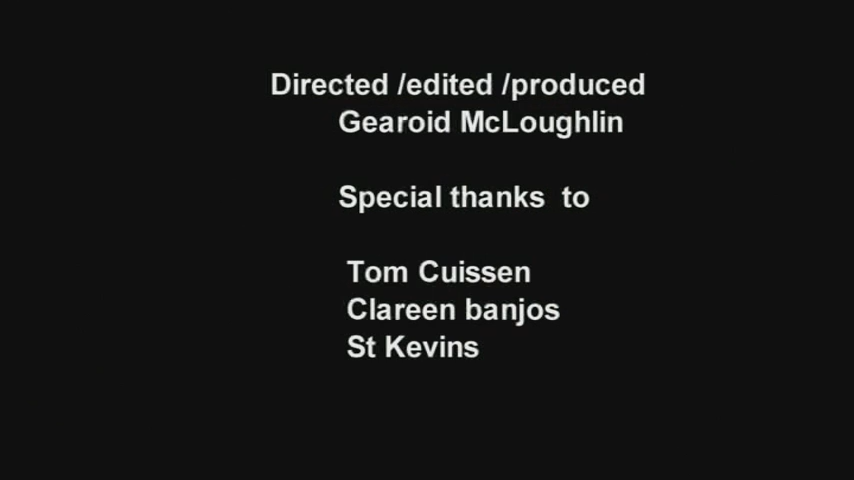 Directed /edited /produced
Gearoid McLoughlin
Special thanks  to
Tom Cuissen
Clareen banjos
St Kevins